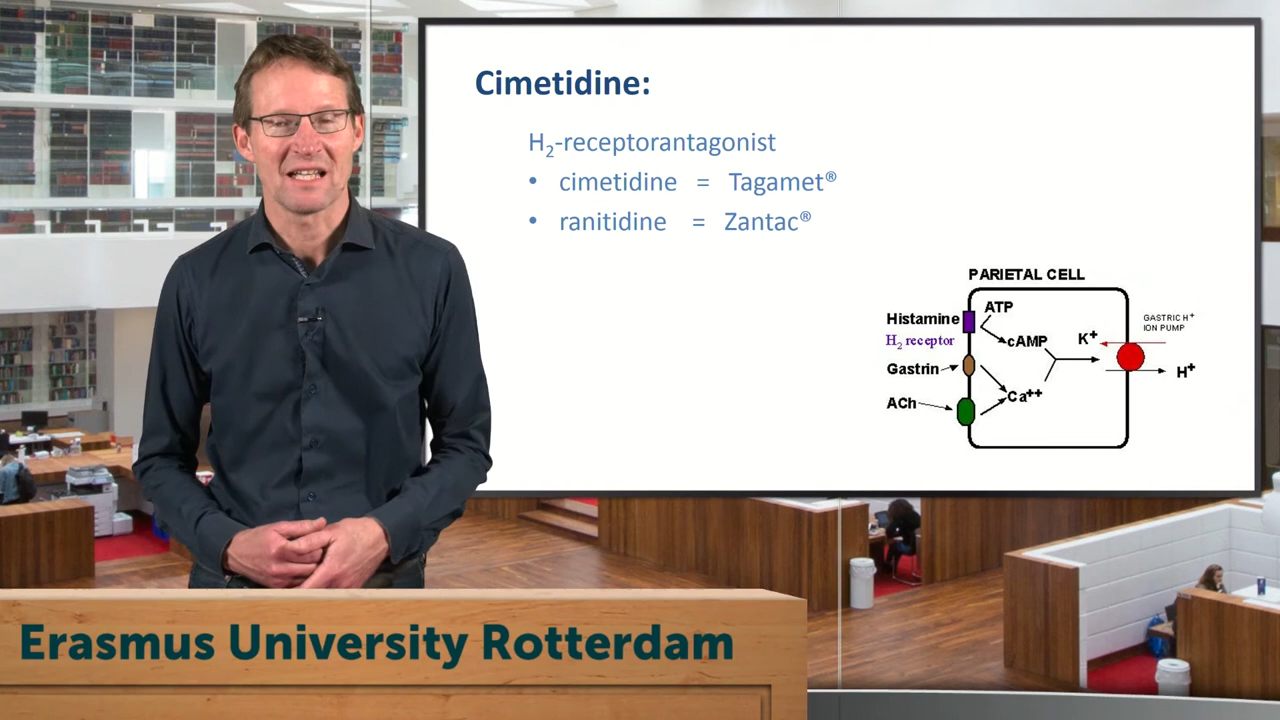 Cimetidine:
H₂-receptorantagonist
• cimetidine = Tagamet®
• ranitidine = Zantac®
PARIETAL CELL
ATP
Histamine
H₂ receptor
cAMP
K⁺
GASTRIC H⁺
ION PUMP
Gastrin
H⁺
Ca⁺⁺
ACh
Erasmus University Rotterdam